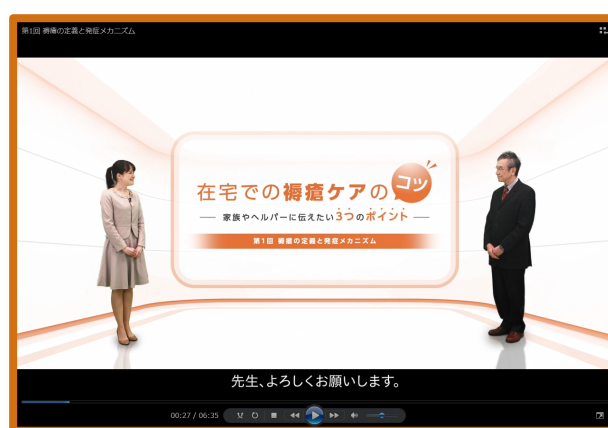 第1回 褥瘡の定義と発症メカニズム
在宅での褥瘡ケアのコツ
家族やヘルパーに伝えたい3つのポイント
第1回 褥瘡の定義と発症メカニズム
先生、よろしくお願いします。
00:27 / 06:35